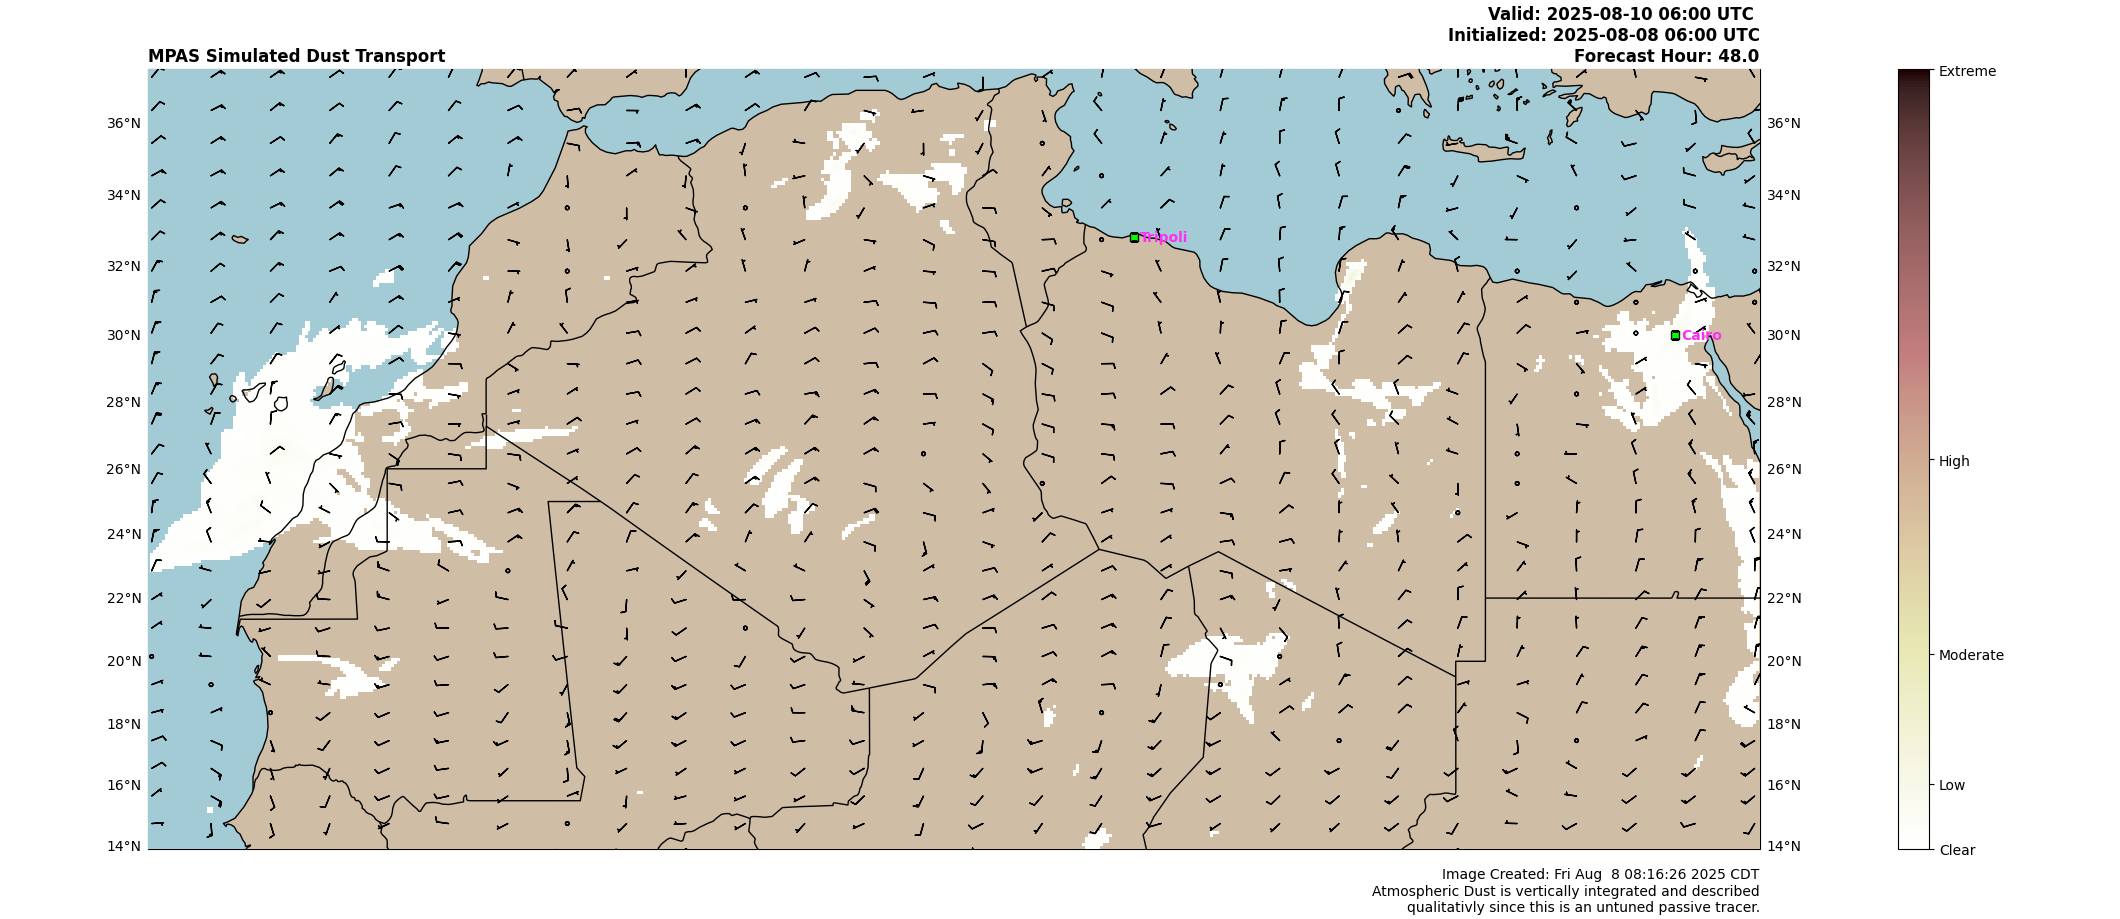 Valid: 2025-08-10 06:00 UTC
Initialized: 2025-08-08 06:00 UTC
MPAS Simulated Dust Transport
Forecast Hour: 48.0
Extreme
36°N
36°N
34°N
34°N
Tripoli
32°N
32°N
30°N
Cairo
30°N
28°N
28°N
26°N
26°N
High
24°N
24°N
22°N
22°N
20°N
20°N
Moderate
18°N
18°N
16°N
16°N
Low
14°N
14°N
Clear
Image Created: Fri Aug  8 08:16:26 2025 CDT
Atmospheric Dust is vertically integrated and described
qualitativly since this is an untuned passive tracer.